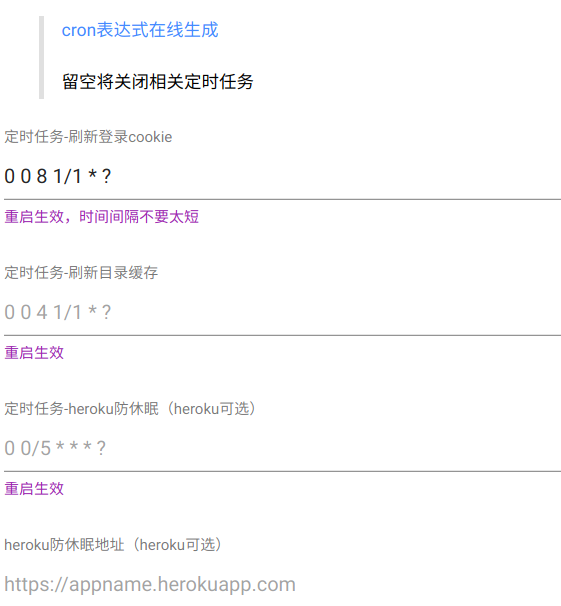 cron表达式在线生成
留空将关闭相关定时任务
定时任务-刷新登录cookie
0 0 8 1/1 * ?
重启生效，时间间隔不要太短
定时任务-刷新目录缓存
0 0 4 1/1 * ?
重启生效
定时任务-heroku防休眠（heroku可选）
0 0/5 * * * ?
重启生效
heroku防休眠地址（heroku可选）
https://appname.herokuapp.com